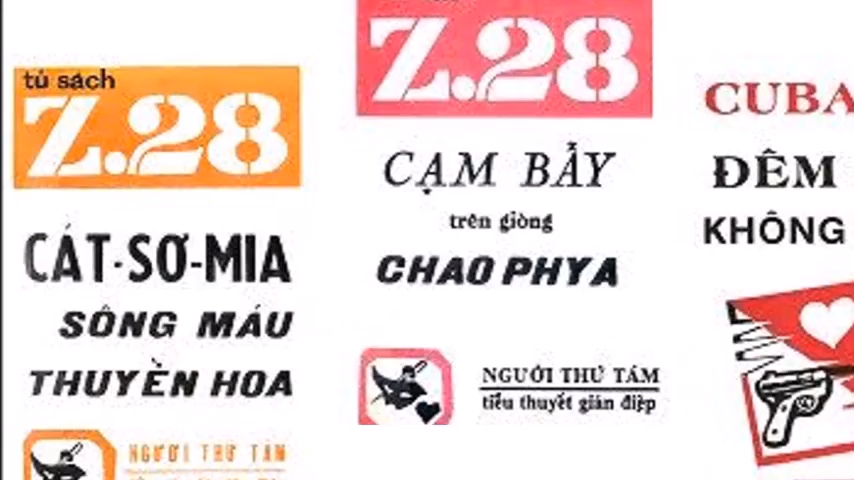 tủ sách
Z.28
CÁT-SƠ-MIA
SÔNG MÁU
THUYỀN HOA
NGƯỜI THỨ TÁM
Z.28
CẠM BẪY
trên giòng
CHAO PHYA
NGƯỜI THỨ TÁM
tiểu thuyết gián điệp
CUBA
ĐÊM
KHÔNG